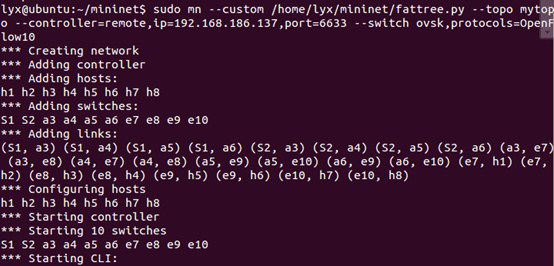 lyx@ubuntu:~/mininet$ sudo mn --custom /home/lyx/mininet/fattree.py --topo mytop
o --controller=remote,ip=192.168.186.137,port=6633 --switch ovsk,protocols=OpenF
low10
*** Creating network
*** Adding controller
*** Adding hosts:
h1 h2 h3 h4 h5 h6 h7 h8
*** Adding switches:
S1 S2 a3 a4 a5 a6 e7 e8 e9 e10
*** Adding links:
(S1, a3) (S1, a4) (S1, a5) (S1, a6) (S2, a3) (S2, a4) (S2, a5) (S2, a6) (a3, e7)
(a3, e8) (a4, e7) (a4, e8) (a5, e9) (a5, e10) (a6, e9) (a6, e10) (e7, h1) (e7,
h2) (e8, h3) (e8, h4) (e9, h5) (e9, h6) (e10, h7) (e10, h8)
*** Configuring hosts
h1 h2 h3 h4 h5 h6 h7 h8
*** Starting controller
*** Starting 10 switches
S1 S2 a3 a4 a5 a6 e7 e8 e9 e10
*** Starting CLI: